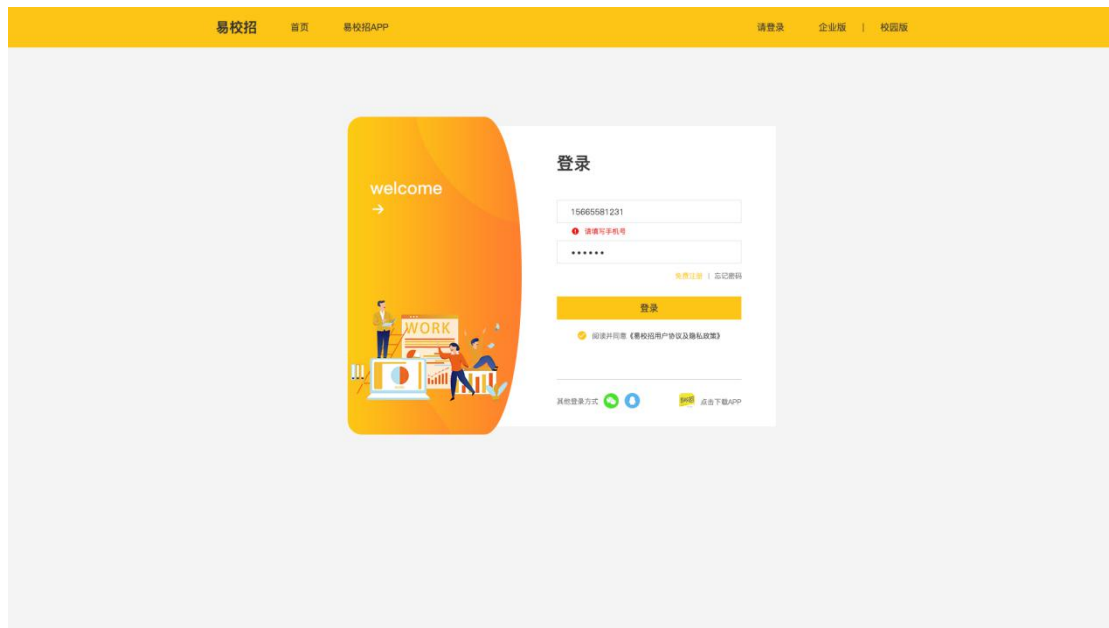 易校招 首页 易校招APP 请登录 企业版 | 校园版
welcome
→
WORK
登录
15665581231
请填写手机号
••••••
免费注册 | 忘记密码
登录
阅读并同意《易校招用户协议及隐私政策》
其他登录方式 点击下载APP